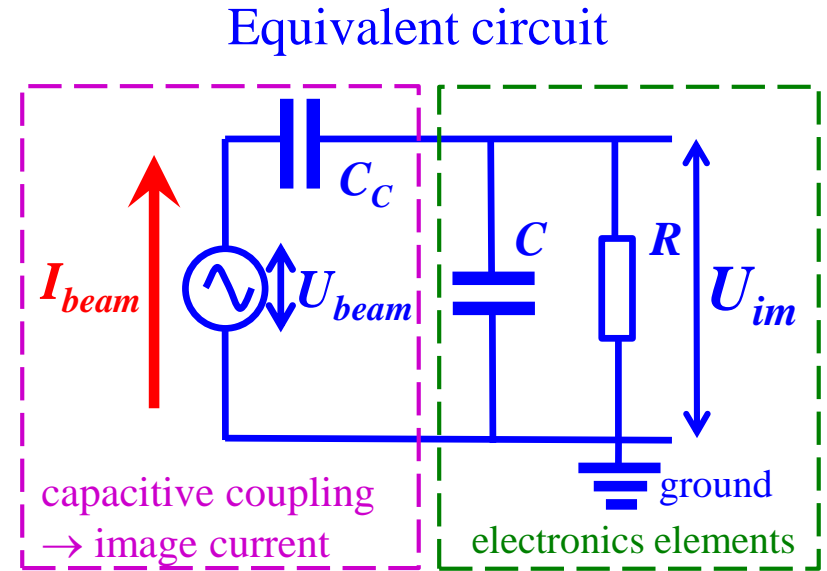 Equivalent circuit
C_C
C
R
I_beam
U_beam
U_im
capacitive coupling
→ image current
ground
electronics elements